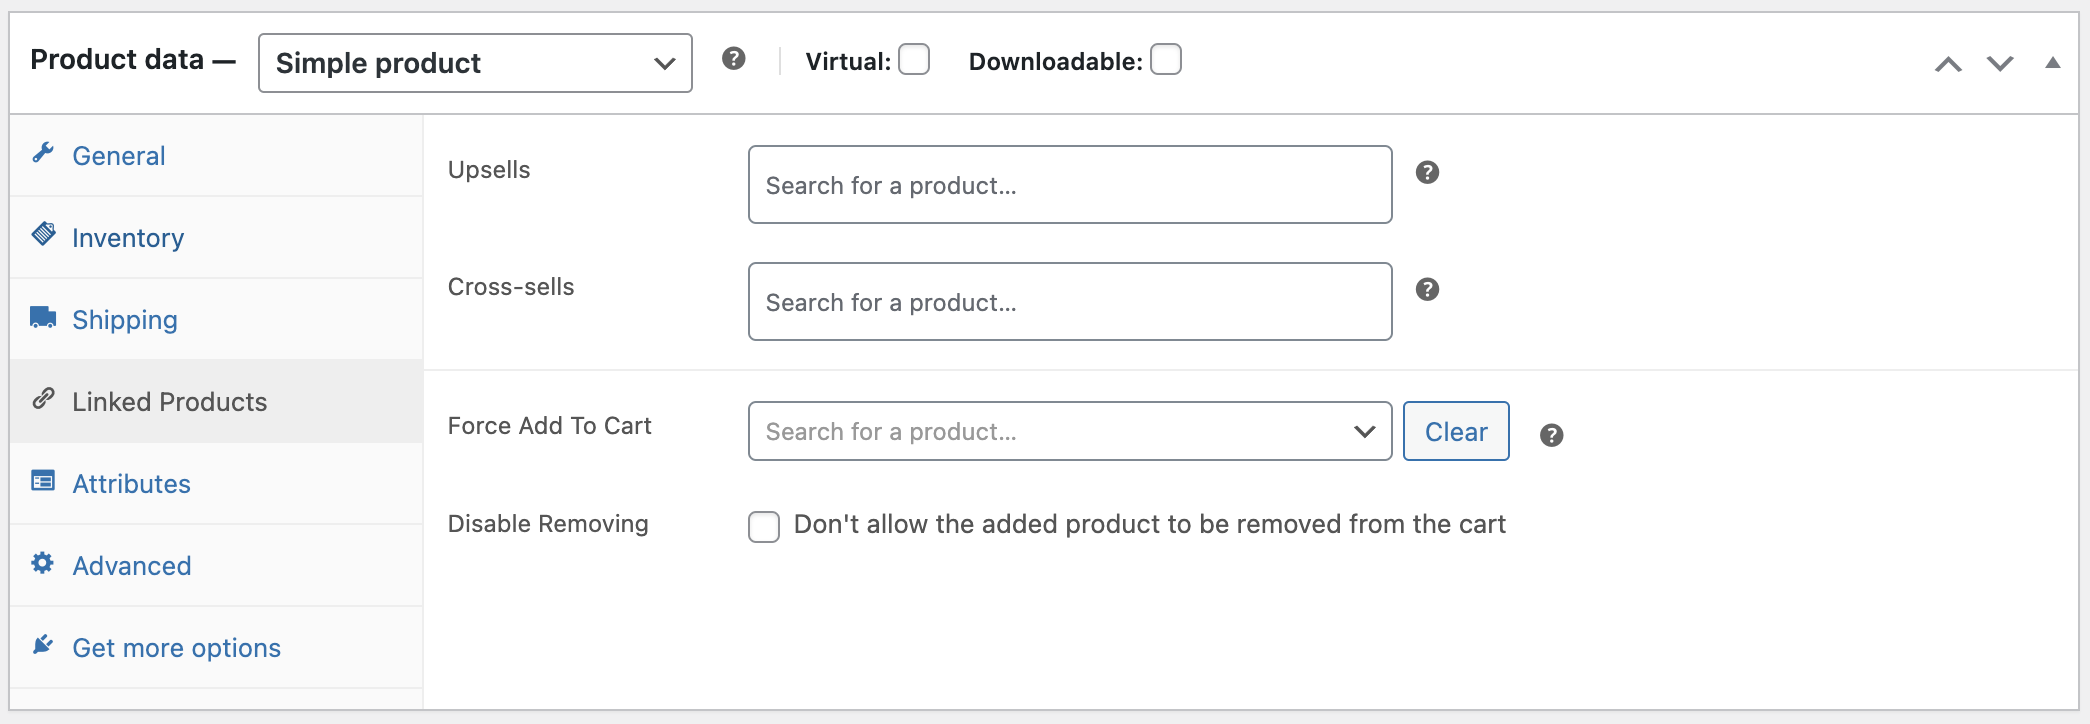 Product data — Simple product Virtual: Downloadable:
General
Inventory
Shipping
Linked Products
Attributes
Advanced
Get more options
Upsells Search for a product...
Cross-sells Search for a product...
Force Add To Cart Search for a product... Clear
Disable Removing Don't allow the added product to be removed from the cart